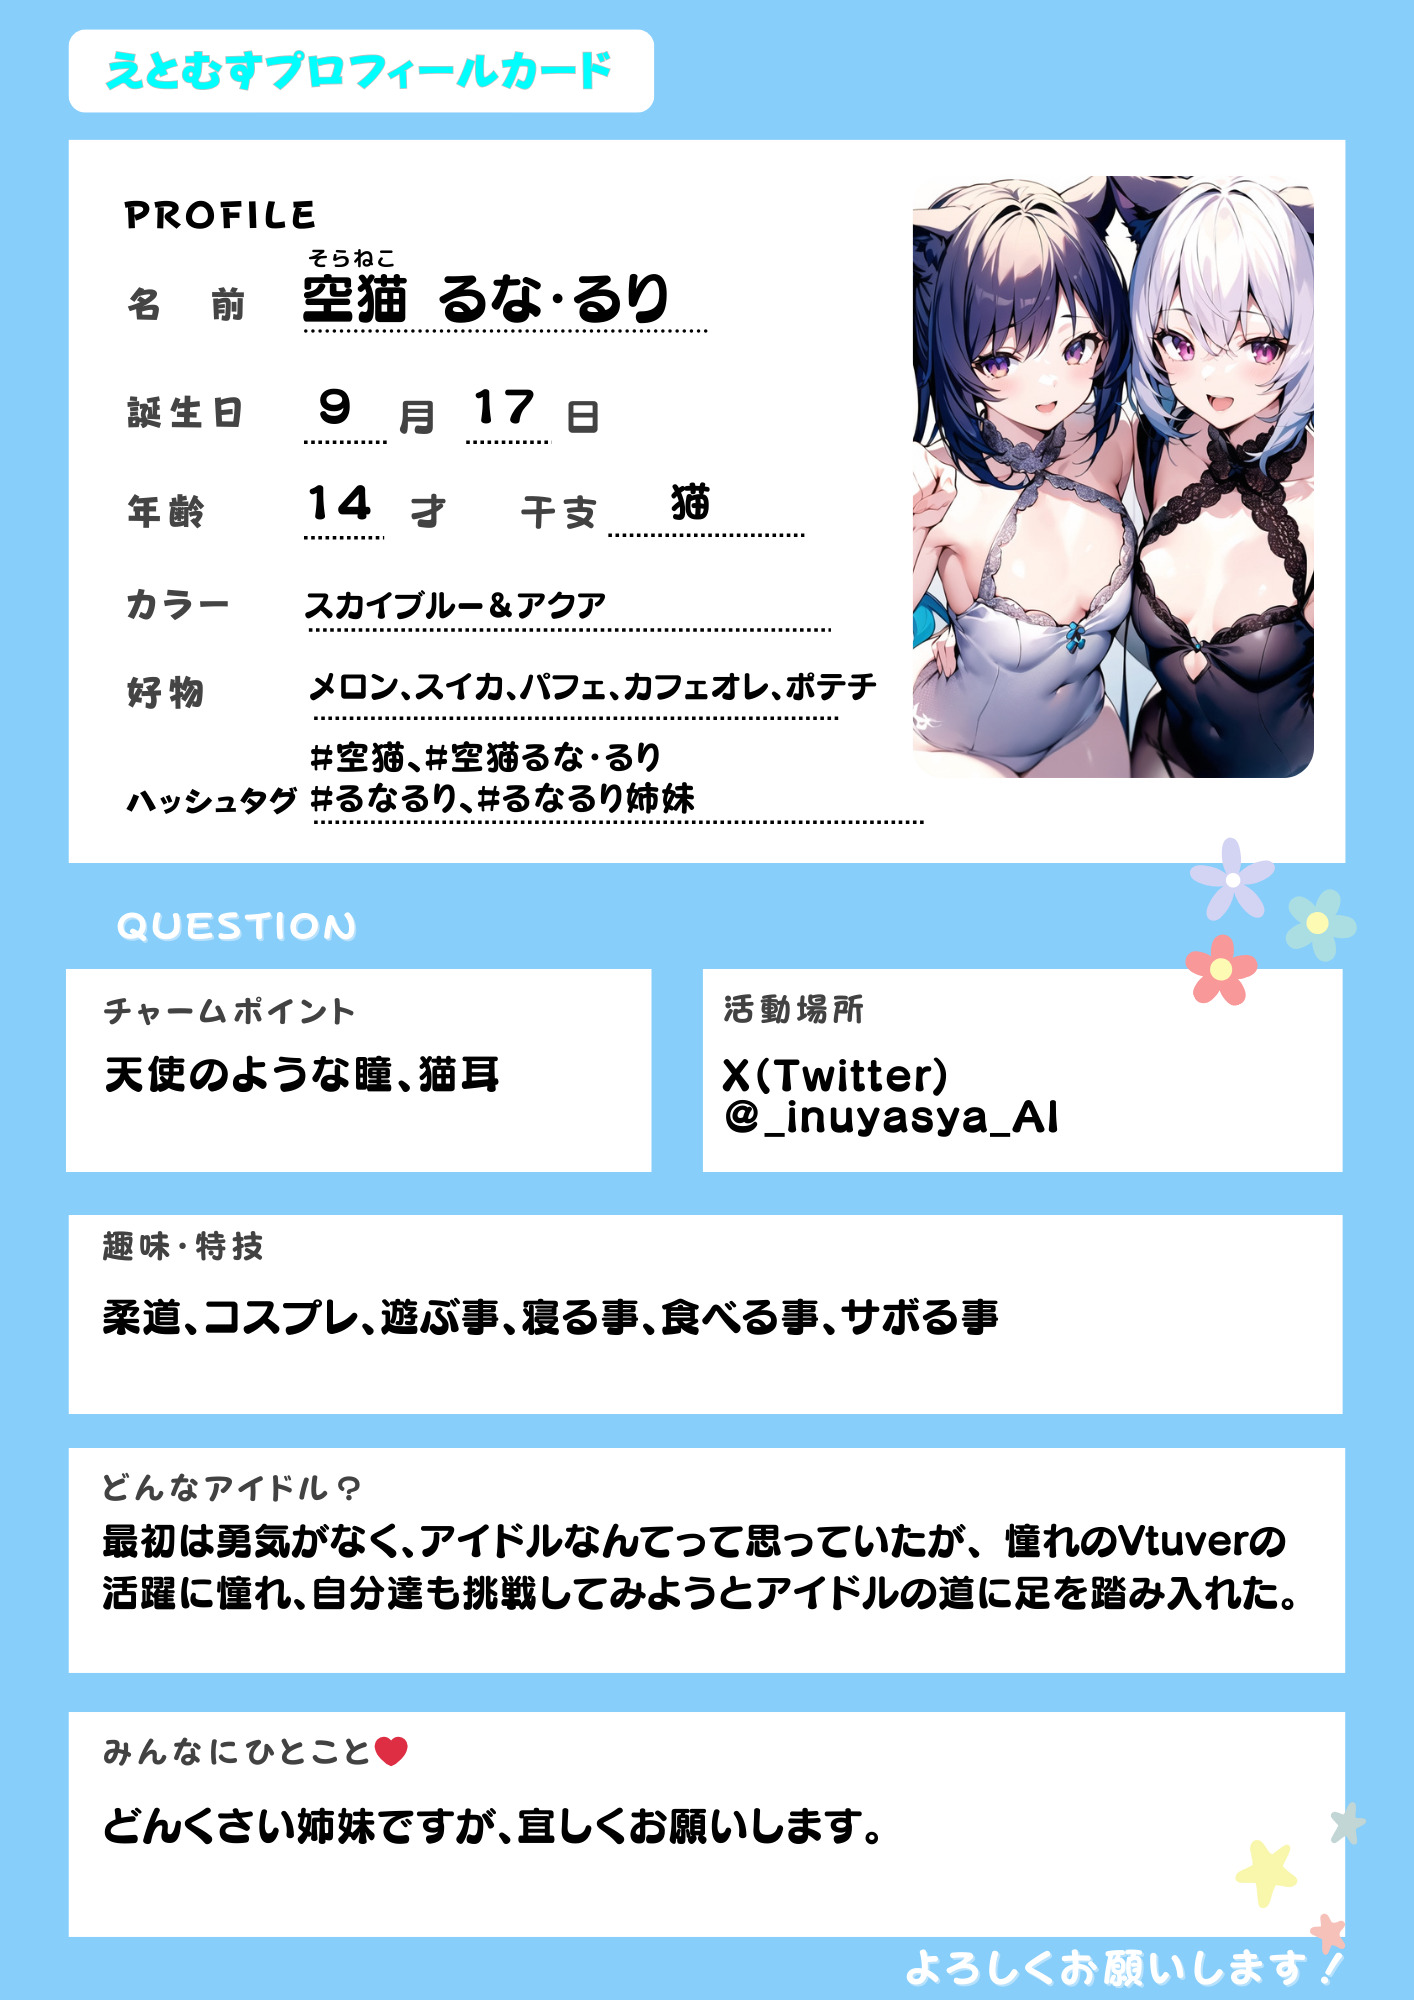 えとむすプロフィールカード
PROFILE
そらねこ
名 前 空猫 るな・るり
誕生日 9 月 17 日
年齢 14 才 干支 猫
カラー スカイブルー＆アクア
好物 メロン、スイカ、パフェ、カフェオレ、ポテチ
#空猫、#空猫るな・るり
ハッシュタグ #るなるり、#るなるり姉妹
QUESTION
チャームポイント
天使のような瞳、猫耳
活動場所
X(Twitter)
@_inuyasya_AI
趣味・特技
柔道、コスプレ、遊ぶ事、寝る事、食べる事、サボる事
どんなアイドル？
最初は勇気がなく、アイドルなんてって思っていたが、憧れのVtuverの
活躍に憧れ、自分達も挑戦してみようとアイドルの道に足を踏み入れた。
みんなにひとこと❤
どんくさい姉妹ですが、宜しくお願いします。
よろしくお願いします！